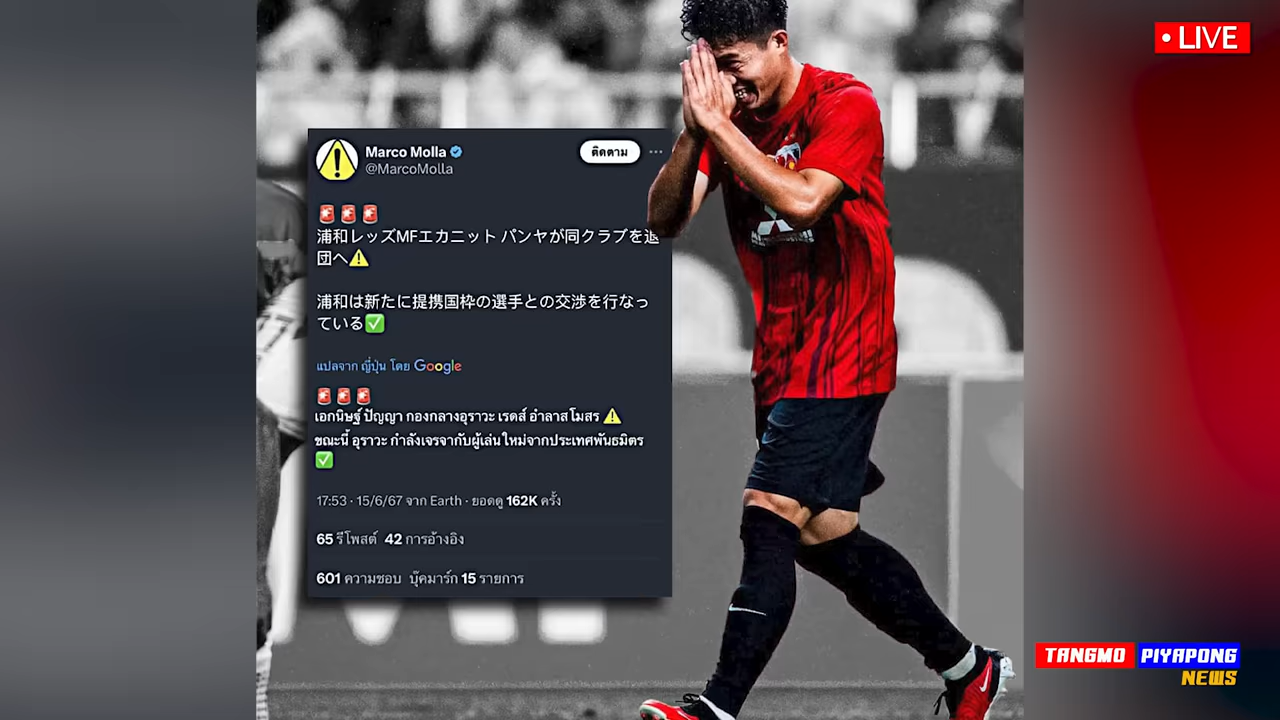 • LIVE
Marco Molla
@MarcoMolla
ติดตาม
浦和レッズMFエカニット パンヤが同クラブを退
団へ⚠️
浦和は新たに提携国枠の選手との交渉を行なっ
ている✅
แปลจาก ญี่ปุ่น โดย Google
🚨🚨🚨
เอกนิษฐ์ ปัญญา กองกลางอุราวะ เรดส์ อำลาสโมสร ⚠️
ขณะนี้ อุราวะ กำลังเจรจากับผู้เล่นใหม่จากประเทศพันธมิตร
✅
17:53 · 15/6/67 จาก Earth · ยอดดู 162K ครั้ง
65 รีโพสต์ 42 การอ้างอิง
601 ความชอบ บุ๊คมาร์ก 15 รายการ
TANGMO PIYAPONG
NEWS